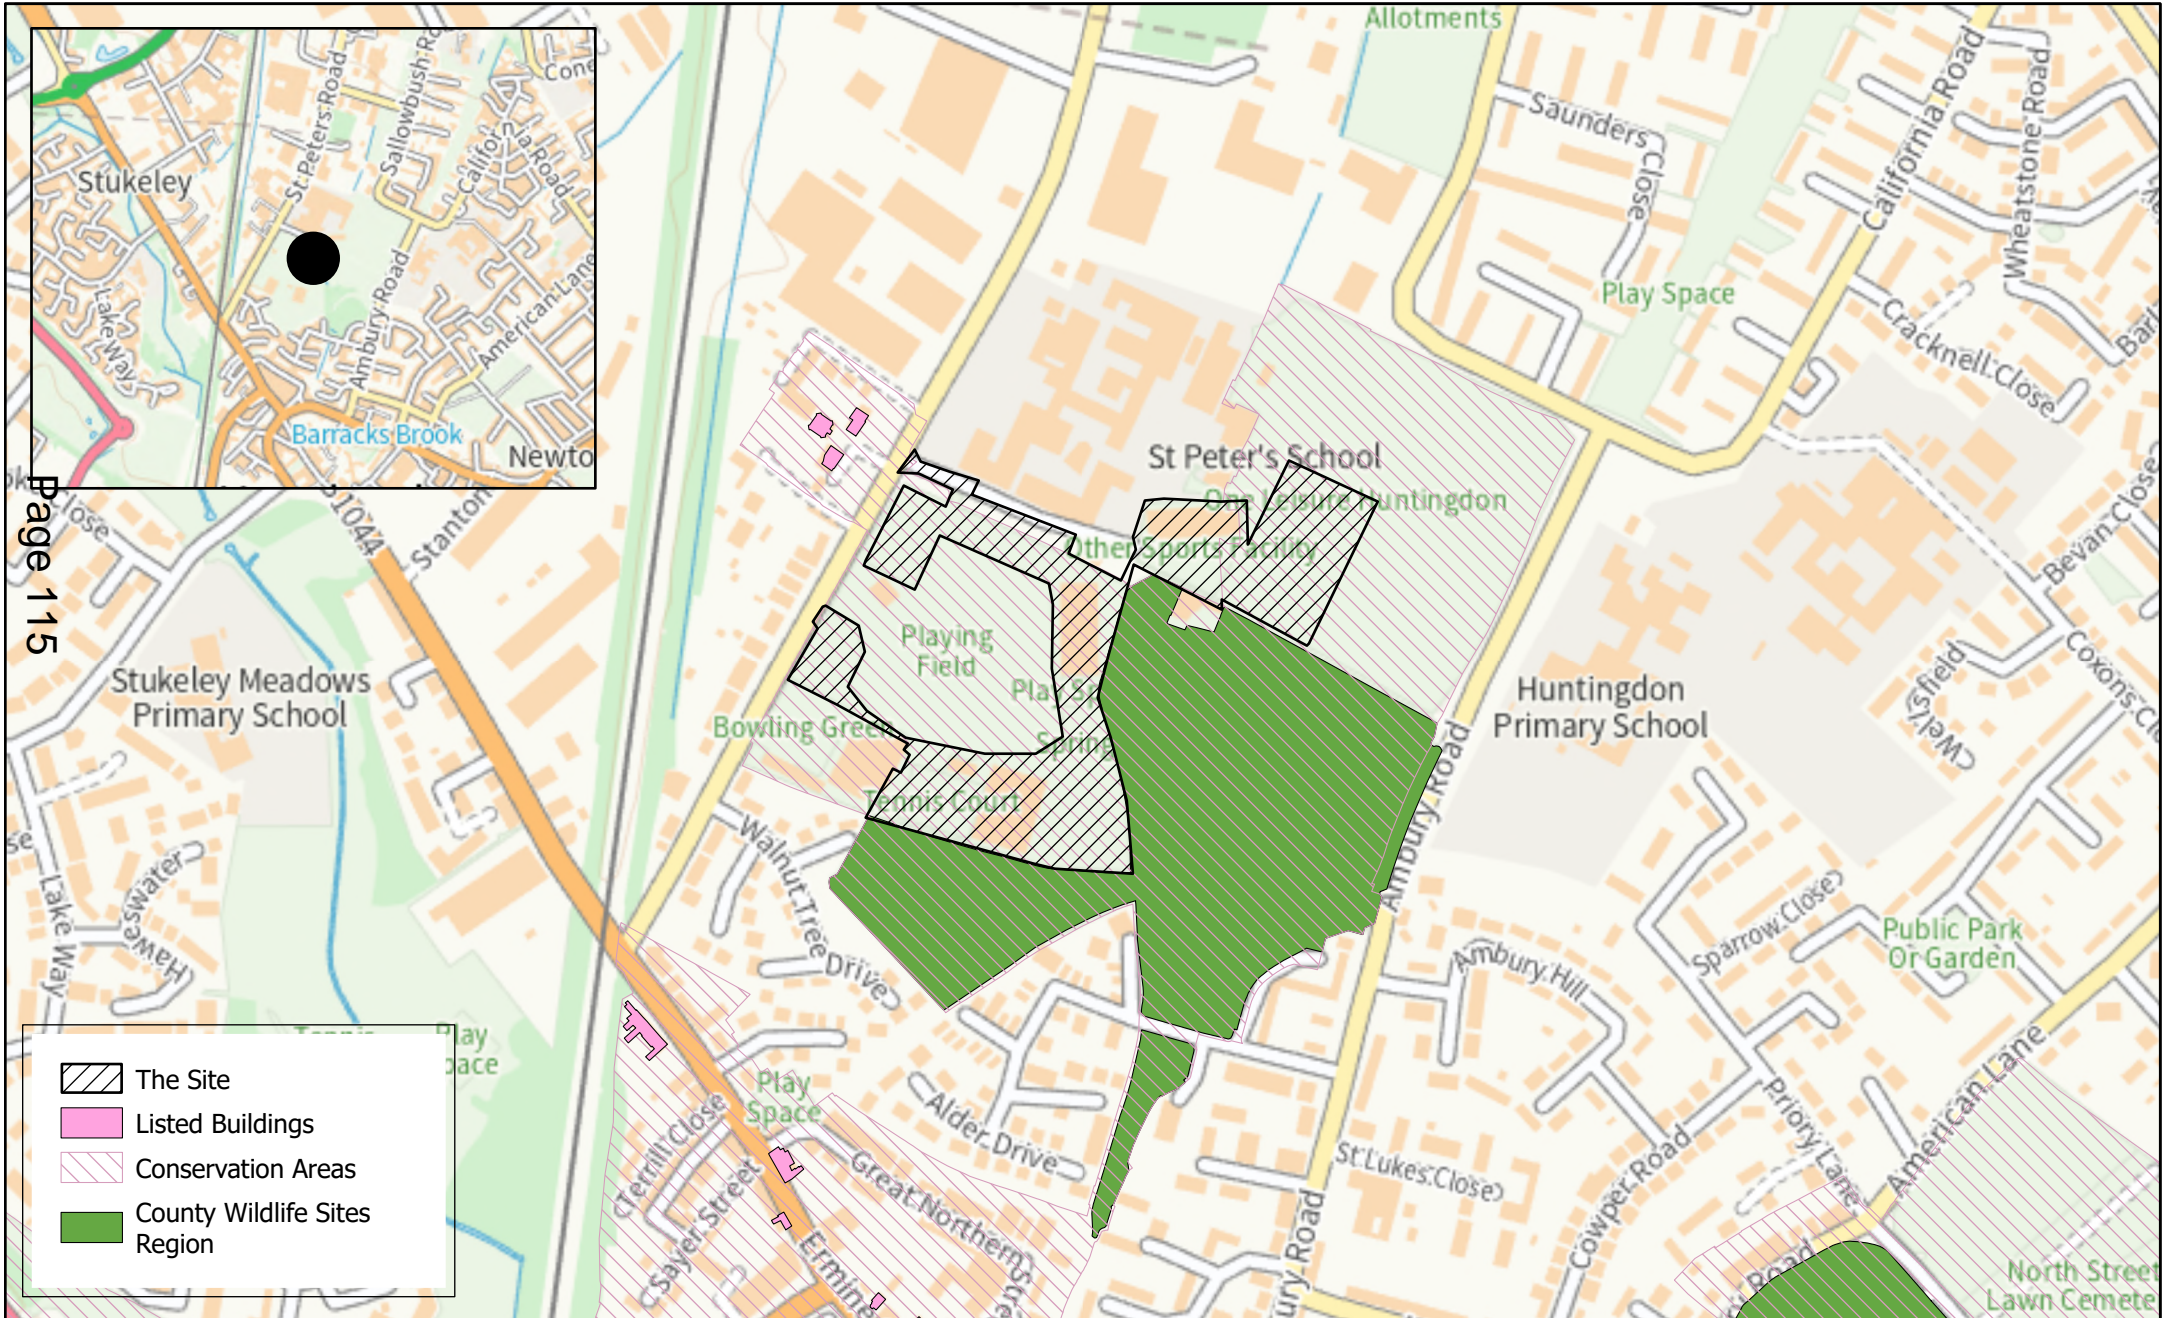 Allotments
Saunders Close
California Road
Wheatstone Road
Play Space
Cracknell Close
St Peters Road
Sallowbush
California Road
Stukeley
Lake Way
Ambury Road
American Lane
Barracks Brook
Newto
Page 115
Close
Stanton
St Peter's School
One Leisure Huntingdon
Other Sports Facility
Bevan Close
Coxons
Wellsfield
Stukeley Meadows
Primary School
Playing
Field
Bowling Green
Tennis Court
Huntingdon
Primary School
Ambury Road
Walnut Tree Drive
Lake Way
Haweswater
Sparrow Close
Public Park
Or Garden
Ambury Hill
Priory Lane
American Lane
Play
Space
Terrill Close
Sayer Street
Great Northern
Ermine
Alder Drive
St Lukes Close
Cowper Road
Road
North Street
Lawn Cemete
The Site
Listed Buildings
Conservation Areas
County Wildlife Sites
Region